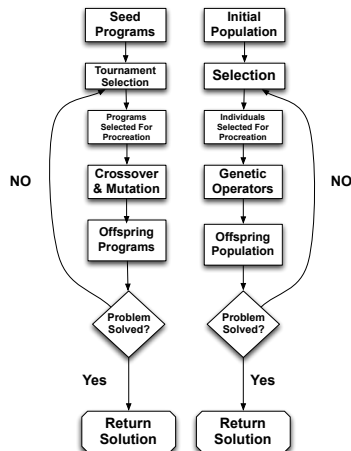 Seed
Programs
Tournament
Selection
Programs
Selected For
Procreation
NO
Crossover
& Mutation
Offspring
Programs
Problem
Solved?
Yes
Return
Solution
Initial
Population
Selection
Individuals
Selected For
Procreation
NO
Genetic
Operators
Offspring
Population
Problem
Solved?
Yes
Return
Solution